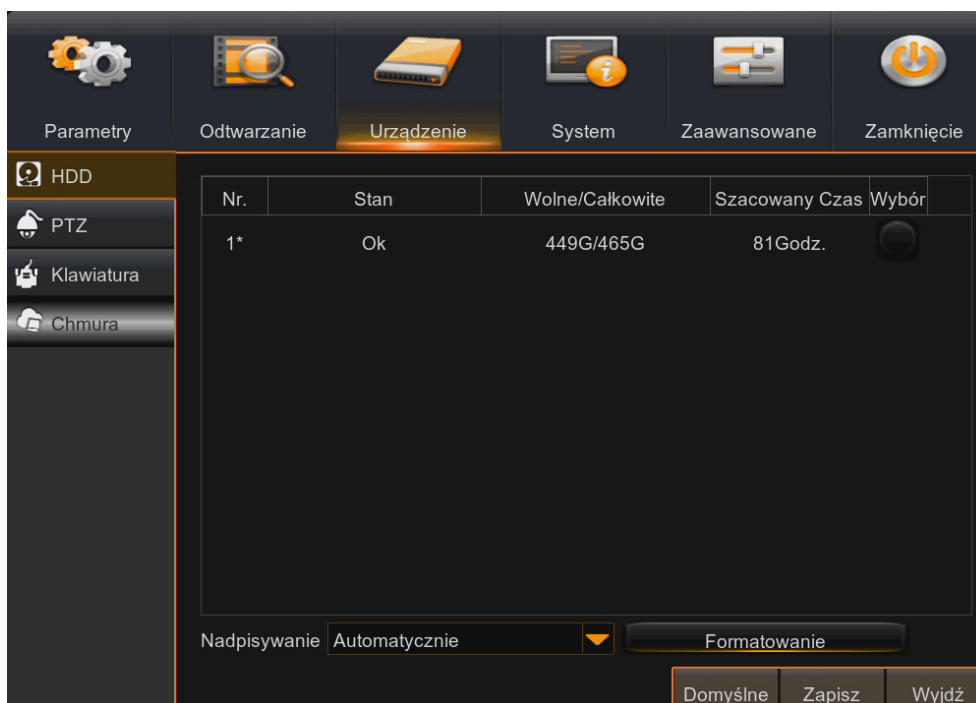 Parametry Odtwarzanie Urządzenie System Zaawansowane Zamknięcie
HDD
PTZ
Klawiatura
Chmura
Nr. Stan Wolne/Całkowite Szacowany Czas Wybór
1* Ok 449G/465G 81Godz.
Nadpisywanie Automatycznie Formatowanie
Domyślne Zapisz Wyjdź